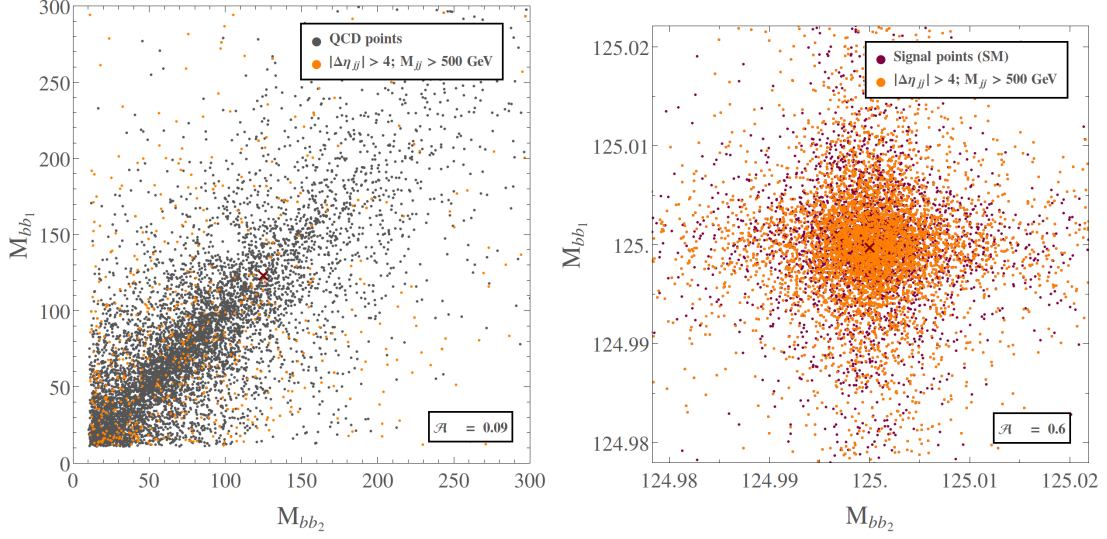 300
250
200
150
100
50
0
M_{bb_1}
QCD points
|Δη_{jj}| > 4; M_{jj} > 500 GeV
𝒜 = 0.09
0 50 100 150 200 250 300
M_{bb_2}
125.02
125.01
125
124.99
124.98
M_{bb_1}
Signal points (SM)
|Δη_{jj}| > 4; M_{jj} > 500 GeV
𝒜 = 0.6
124.98 124.99 125. 125.01 125.02
M_{bb_2}